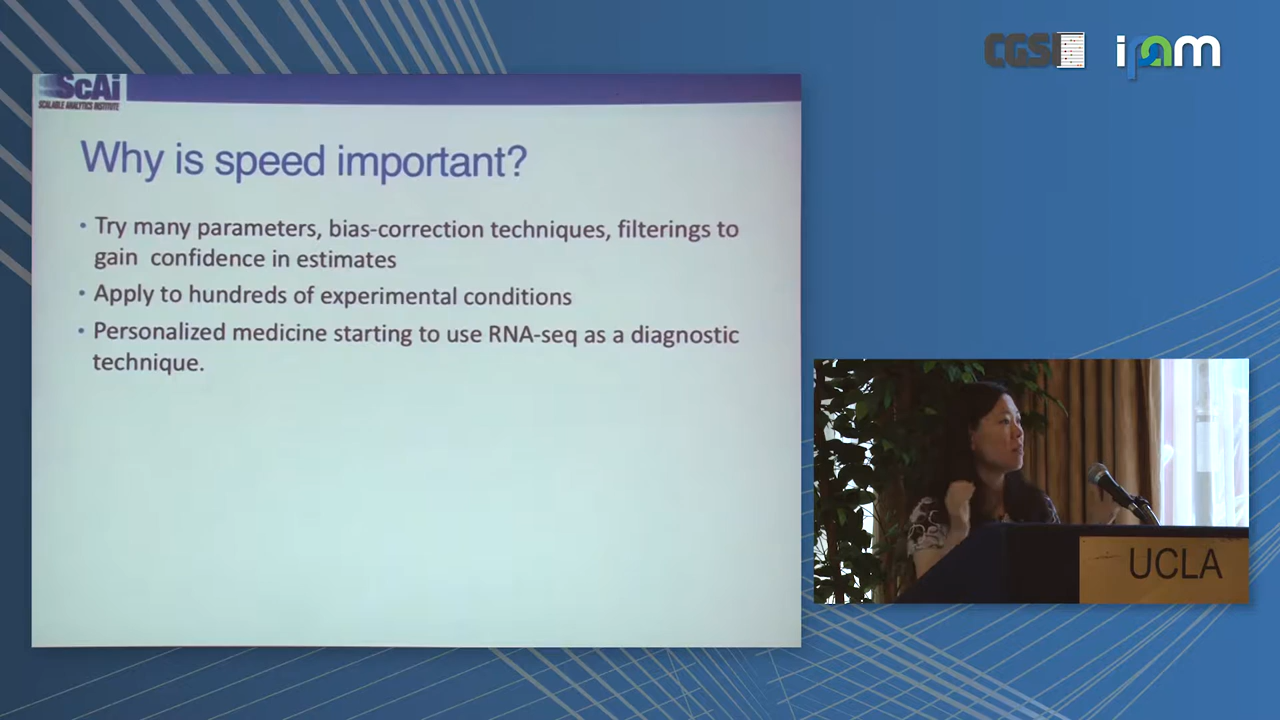 CGSI
ipam
ScAi
SCALABLE ANALYTICS INSTITUTE
Why is speed important?
• Try many parameters, bias-correction techniques, filterings to
gain confidence in estimates
• Apply to hundreds of experimental conditions
• Personalized medicine starting to use RNA-seq as a diagnostic
technique.
UCLA